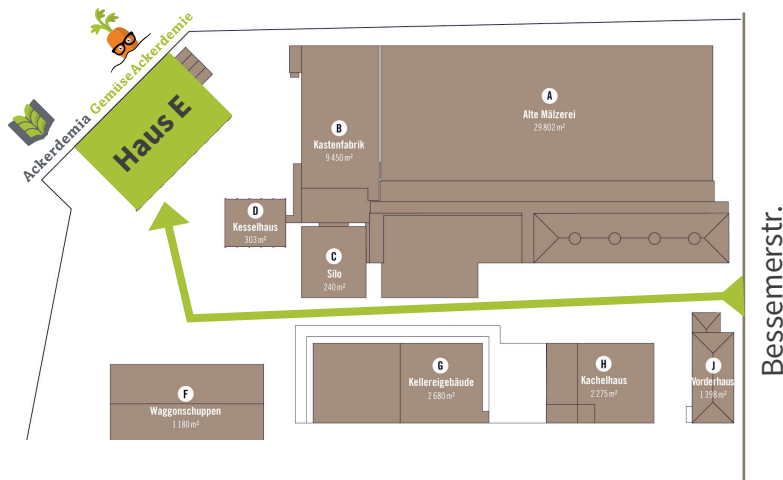 Ackerdemia GemüseAckerdemie
Haus E
A
Alte Mälzerei
29 802 m²
B
Kastenfabrik
9 450 m²
D
Kesselhaus
303 m²
C
Silo
240 m²
Bessemerstr.
G
Kellereigebäude
2 680 m²
H
Kachelhaus
2 275 m²
J
Vorderhaus
1 398 m²
F
Waggonschuppen
1 180 m²